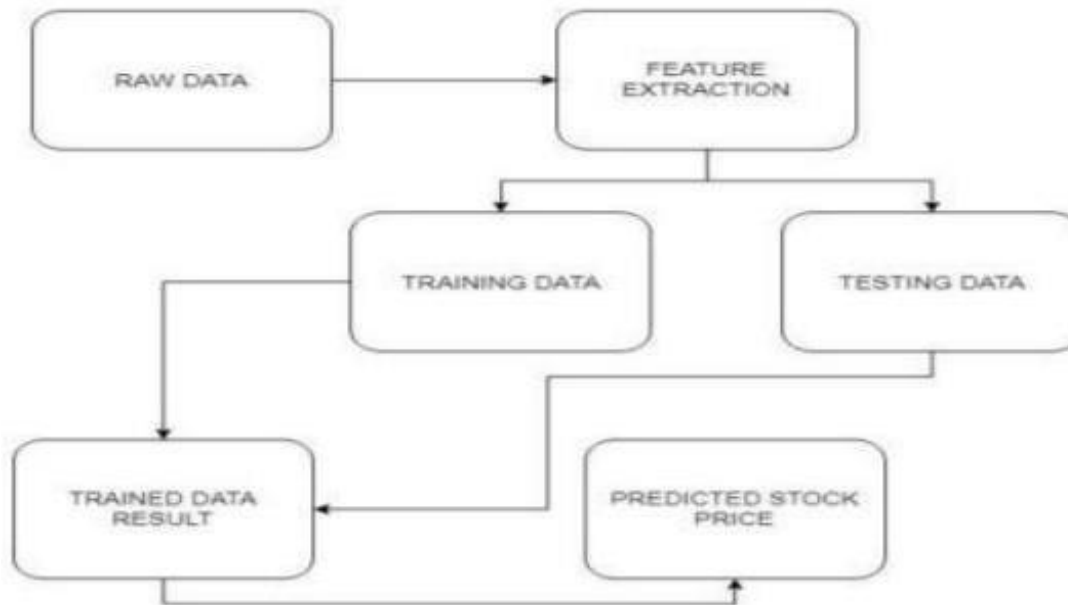 RAW DATA
FEATURE
EXTRACTION
TRAINING DATA
TESTING DATA
TRAINED DATA
RESULT
PREDICTED STOCK
PRICE